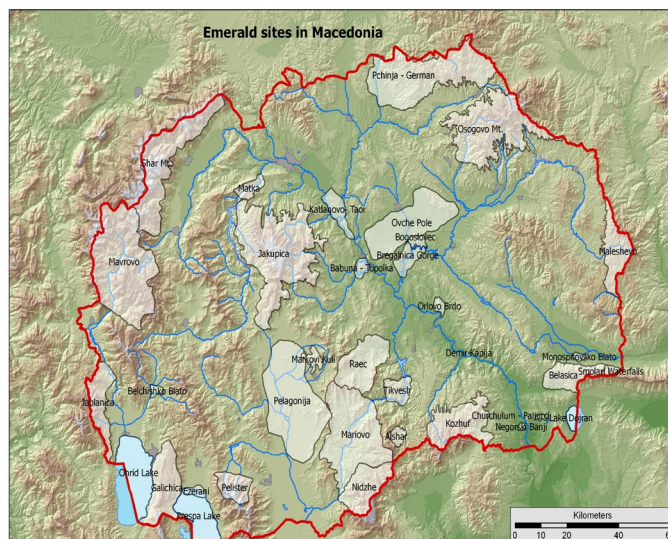 Emerald sites in Macedonia
Pchinja - German
Osogovo Mt.
Shar Mt.
Matka
Katlanovo- Taor
Ovche Pole
Bogoslovec
Maleshevo
Jakupica
Bregalnica Gorge
Mavrovo
Babuna - Topolka
Orlovo Brdo
Demir Kapija
Monospitovsko Blato
Markovi Kuli
Raec
Smolari Waterfalls
Belasica
Belchishko Blato
Pelagonija
Tikvesh
Jablanica
Churchulum -
Lake Dojran
Kozhuf
Negorski Banji
Mariovo
Alshar
Ohrid Lake
Galichica
Ezerani
Pelister
Nidzhe
Prespa Lake
Kilometers
0 10 20 40